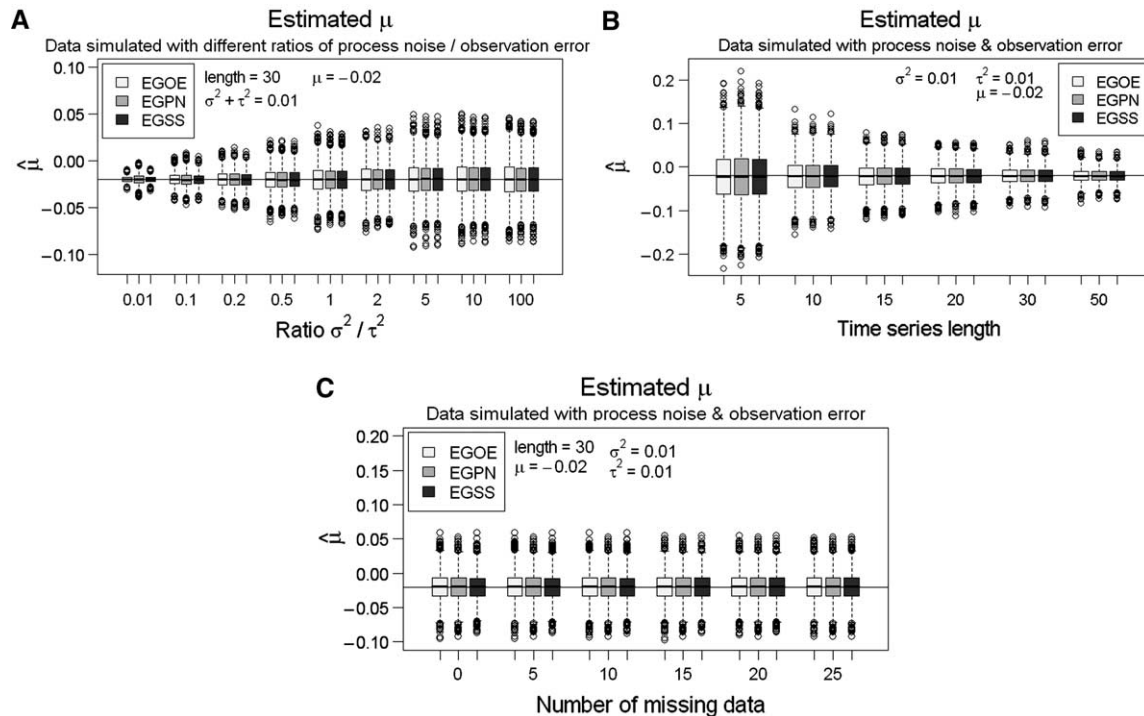 A
Estimated μ
Data simulated with different ratios of process noise / observation error
0.10
0.05
0.00
−0.05
−0.10
μ̂
EGOE
EGPN
EGSS
length = 30 μ = −0.02
σ² + τ² = 0.01
0.01 0.1 0.2 0.5 1 2 5 10 100
Ratio σ² / τ²
B
Estimated μ
Data simulated with process noise & observation error
0.2
0.1
0.0
−0.1
−0.2
μ̂
σ² = 0.01 τ² = 0.01
μ = −0.02
EGOE
EGPN
EGSS
5 10 15 20 30 50
Time series length
C
Estimated μ
Data simulated with process noise & observation error
0.20
0.15
0.10
0.05
0.00
−0.05
−0.10
μ̂
EGOE
EGPN
EGSS
length = 30 σ² = 0.01
μ = −0.02 τ² = 0.01
0 5 10 15 20 25
Number of missing data